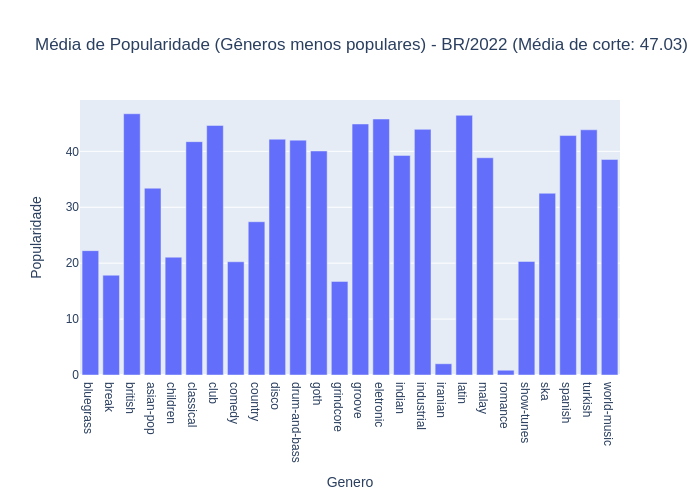 Média de Popularidade (Gêneros menos populares) - BR/2022 (Média de corte: 47.03)
Popularidade
40
30
20
10
0
bluegrass
break
british
asian-pop
children
classical
club
comedy
country
disco
drum-and-bass
goth
grindcore
groove
eletronic
indian
industrial
iranian
latin
malay
romance
show-tunes
ska
spanish
turkish
world-music
Genero